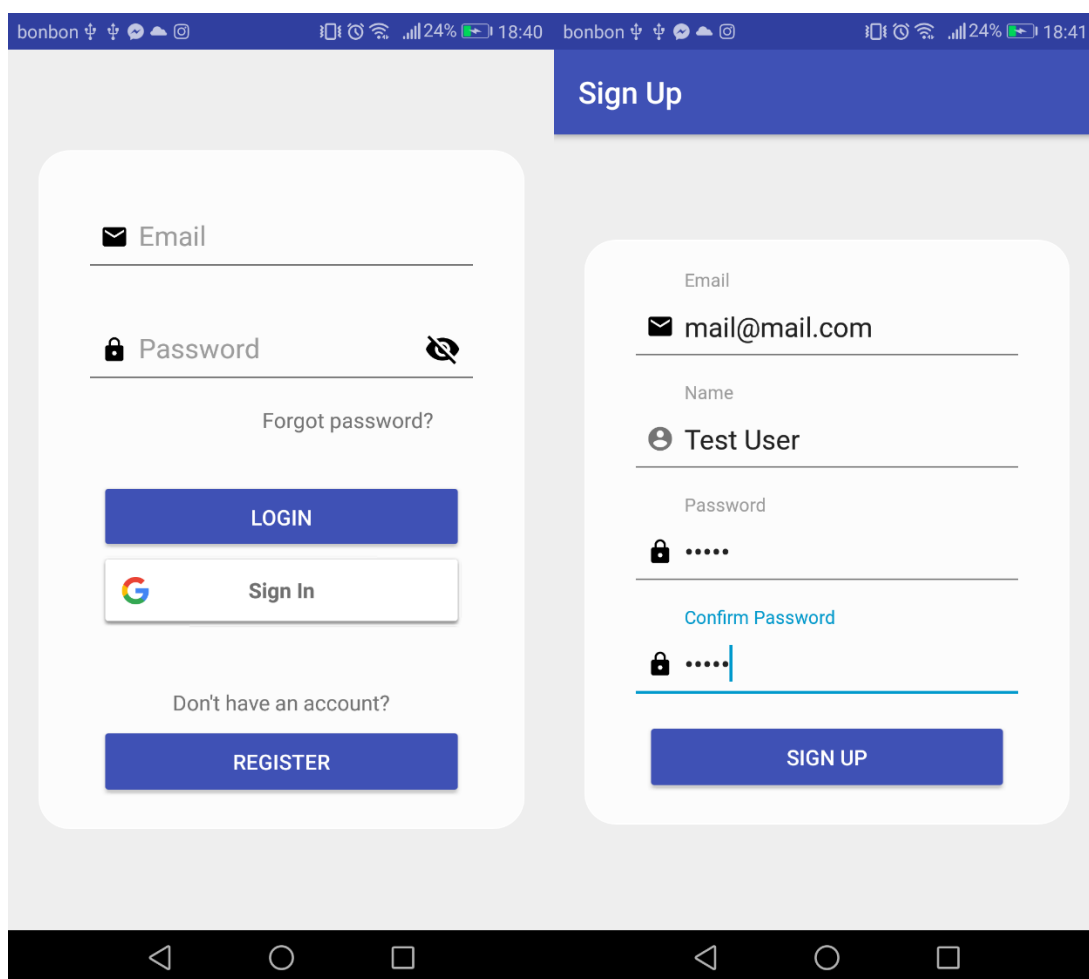 bonbon 24% 18:40
Email
Password
Forgot password?
LOGIN
Sign In
Don't have an account?
REGISTER
bonbon 24% 18:41
Sign Up
Email
mail@mail.com
Name
Test User
Password
•••••
Confirm Password
•••••
SIGN UP